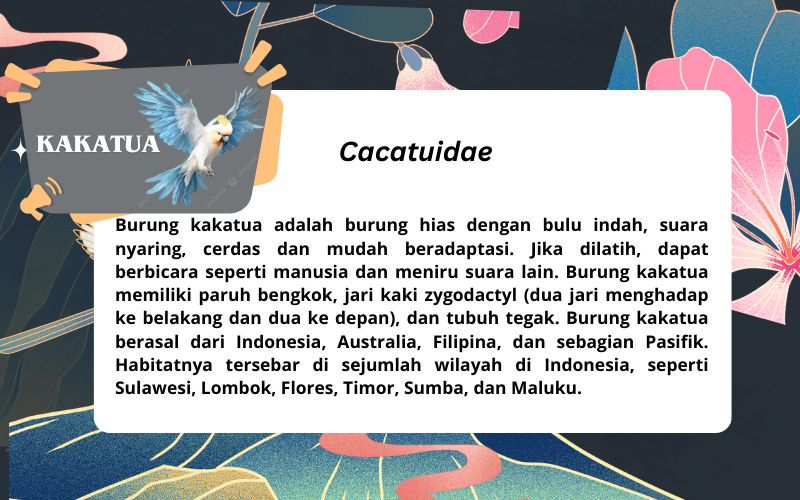 KAKATUA
Cacatuidae
Burung kakatua adalah burung hias dengan bulu indah, suara
nyaring, cerdas dan mudah beradaptasi. Jika dilatih, dapat
berbicara seperti manusia dan meniru suara lain. Burung kakatua
memiliki paruh bengkok, jari kaki zygodactyl (dua jari menghadap
ke belakang dan dua ke depan), dan tubuh tegak. Burung kakatua
berasal dari Indonesia, Australia, Filipina, dan sebagian Pasifik.
Habitatnya tersebar di sejumlah wilayah di Indonesia, seperti
Sulawesi, Lombok, Flores, Timor, Sumba, dan Maluku.